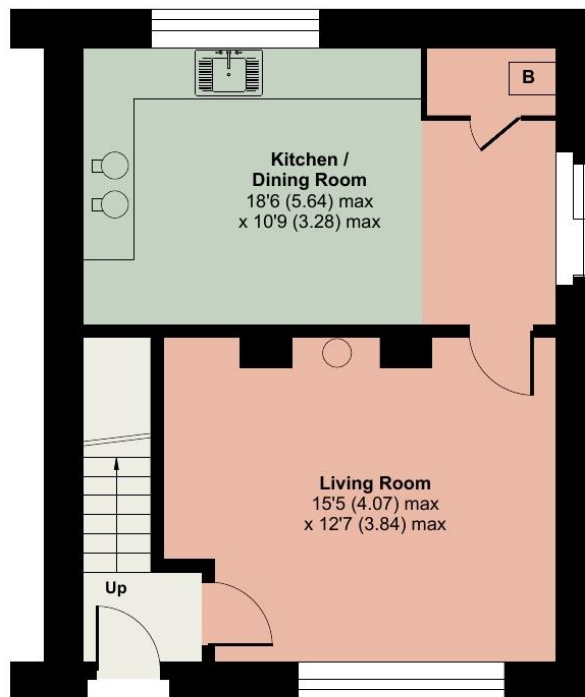 B
Kitchen /
Dining Room
18'6 (5.64) max
x 10'9 (3.28) max
Living Room
15'5 (4.07) max
x 12'7 (3.84) max
Up